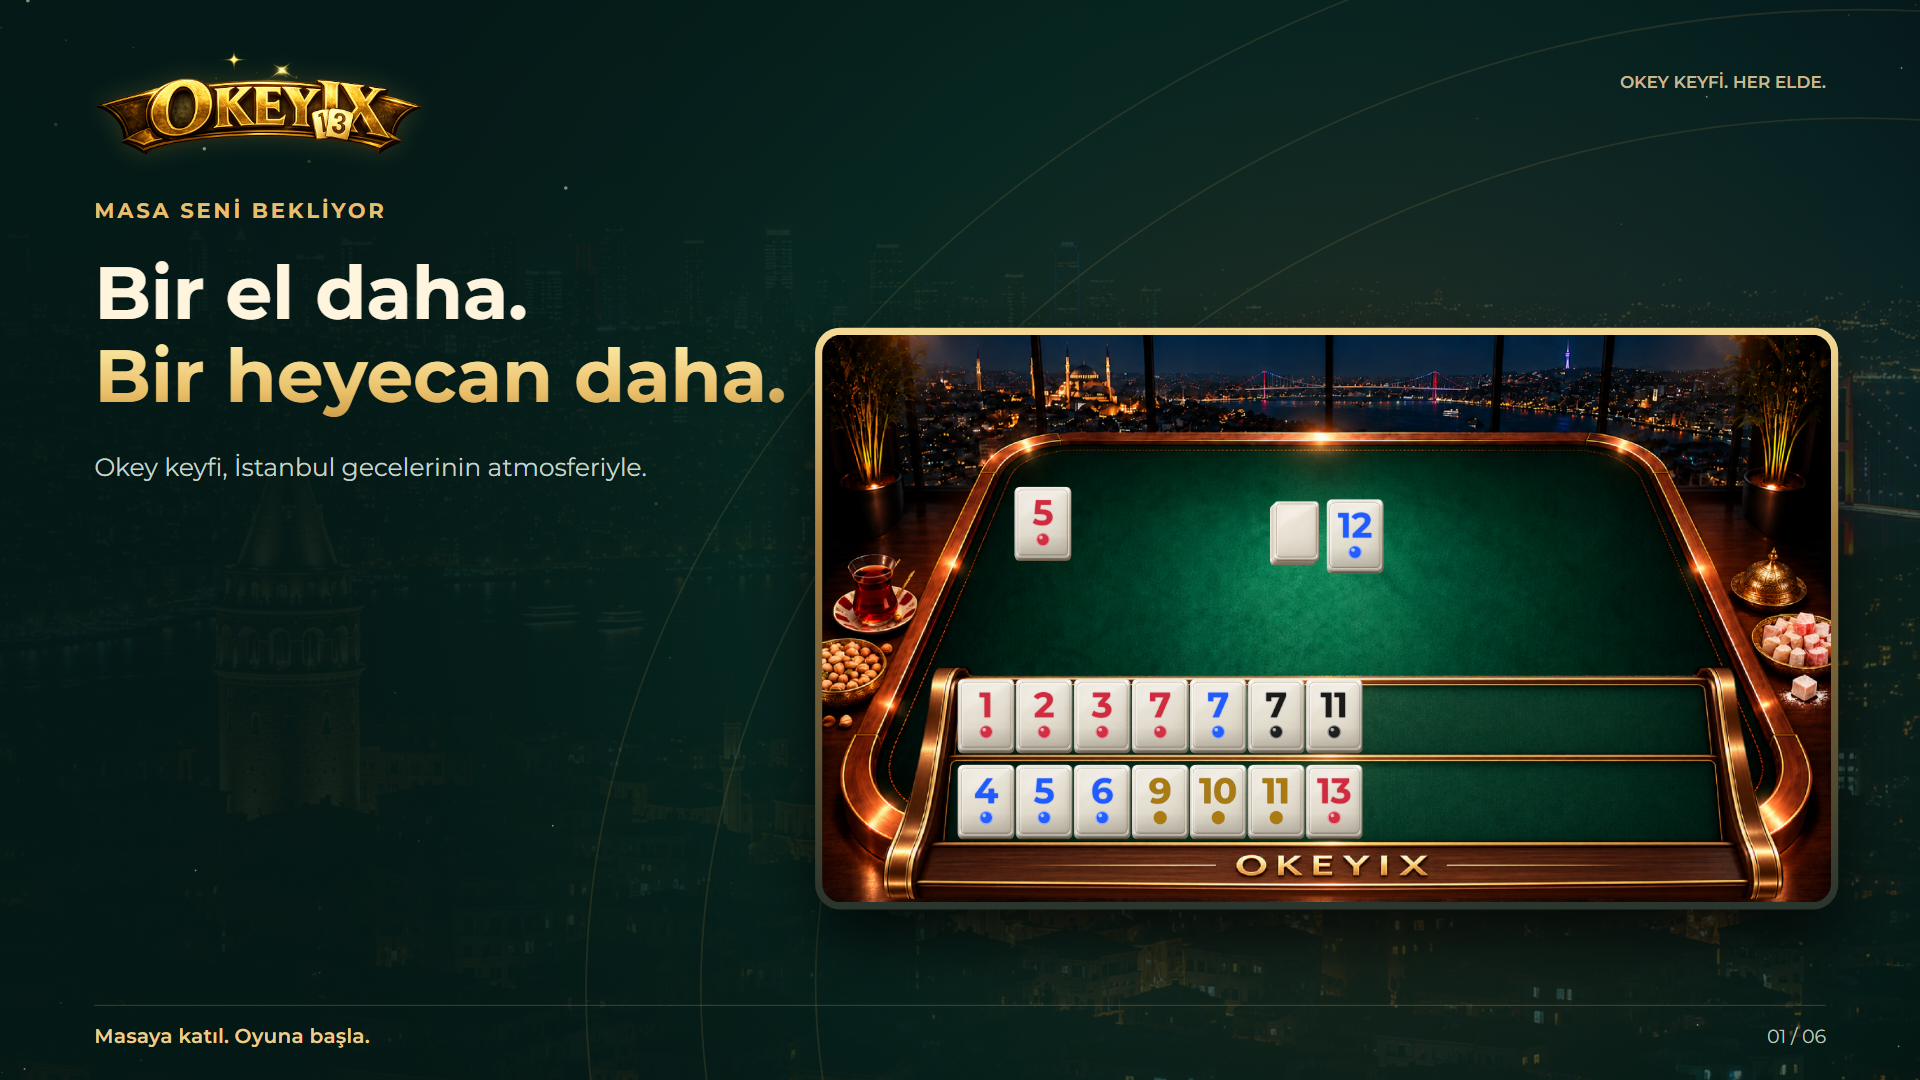 OKEYIX
13
OKEY KEYFİ. HER ELDE.
MASA SENİ BEKLİYOR
Bir el daha.
Bir heyecan daha.
Okey keyfi, İstanbul gecelerinin atmosferiyle.
5
12
1 2 3 7 7 7 11
4 5 6 9 10 11 13
OKEYIX
Masaya katıl. Oyuna başla.
01 / 06